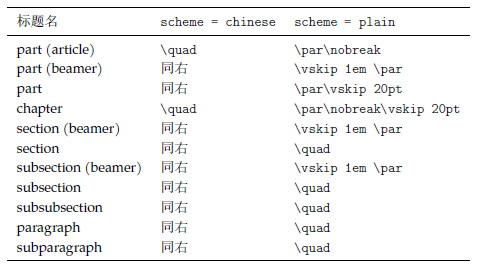 标题名 scheme = chinese scheme = plain
part (article) \quad \par\nobreak
part (beamer) 同右 \vskip 1em \par
part 同右 \par\vskip 20pt
chapter \quad \par\nobreak\vskip 20pt
section (beamer) 同右 \vskip 1em \par
section 同右 \quad
subsection (beamer) 同右 \vskip 1em \par
subsection 同右 \quad
subsubsection 同右 \quad
paragraph 同右 \quad
subparagraph 同右 \quad